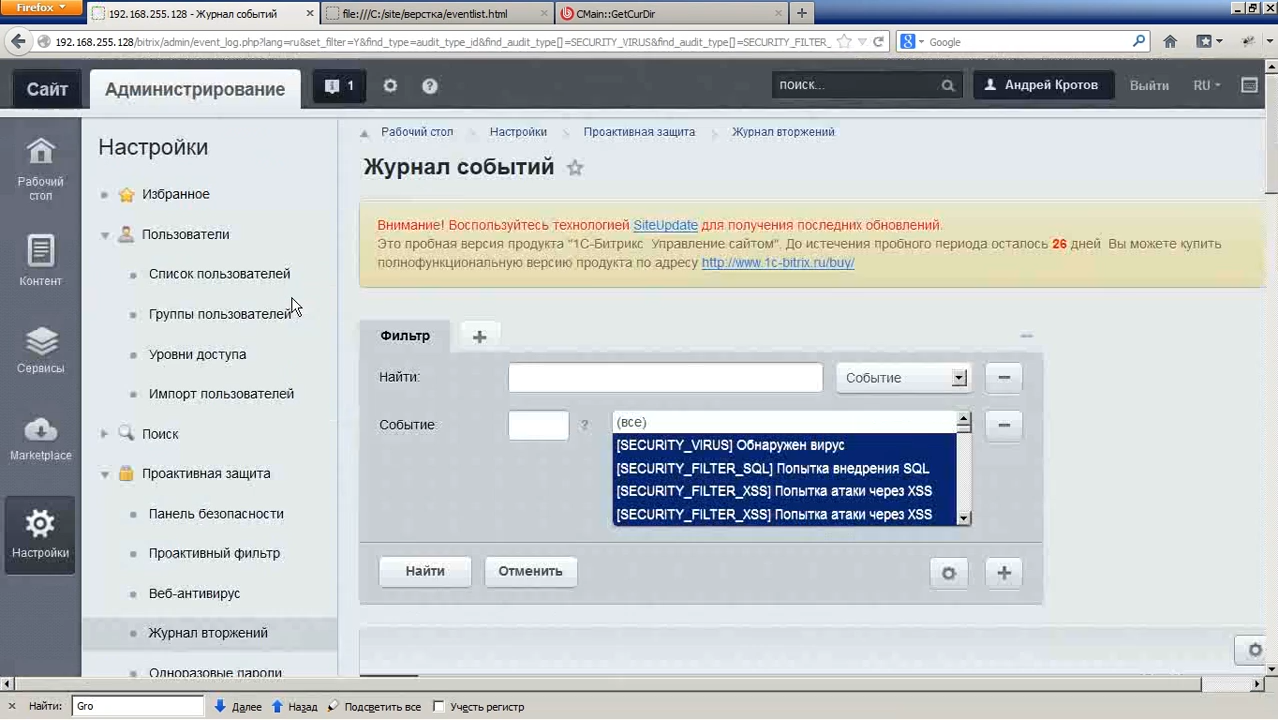 Firefox
192.168.255.128 - Журнал событий
file:///C:/site/верстка/eventlist.html
CMain::GetCurDir
192.168.255.128/bitrix/admin/event_log.php?lang=ru&set_filter=Y&find_type=audit_type_id&find_audit_type[]=SECURITY_VIRUS&find_audit_type[]=SECURITY_FILTER_
Google
Сайт
Администрирование
1
поиск...
Андрей Кротов
Выйти
RU
Рабочий стол
Контент
Сервисы
Marketplace
Настройки
Настройки
Избранное
Пользователи
Список пользователей
Группы пользователей
Уровни доступа
Импорт пользователей
Поиск
Проактивная защита
Панель безопасности
Проактивный фильтр
Веб-антивирус
Журнал вторжений
Одноразовые пароли
Рабочий стол Настройки Проактивная защита Журнал вторжений
Журнал событий
Внимание! Воспользуйтесь технологией SiteUpdate для получения последних обновлений.
Это пробная версия продукта "1С-Битрикс Управление сайтом". До истечения пробного периода осталось 26 дней Вы можете купить
полнофункциональную версию продукта по адресу http://www.1c-bitrix.ru/buy/
Фильтр
Найти:
Событие
Событие
?
(все)
[SECURITY_VIRUS] Обнаружен вирус
[SECURITY_FILTER_SQL] Попытка внедрения SQL
[SECURITY_FILTER_XSS] Попытка атаки через XSS
[SECURITY_FILTER_XSS] Попытка атаки через XSS
Найти
Отменить
Найти: Gro Далее Назад Подсветить все Учесть регистр